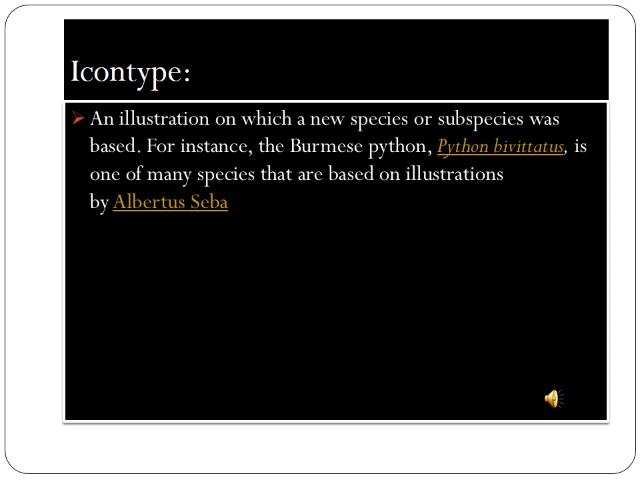 Icontype:
An illustration on which a new species or subspecies was
based. For instance, the Burmese python, Python bivittatus, is
one of many species that are based on illustrations
by Albertus Seba